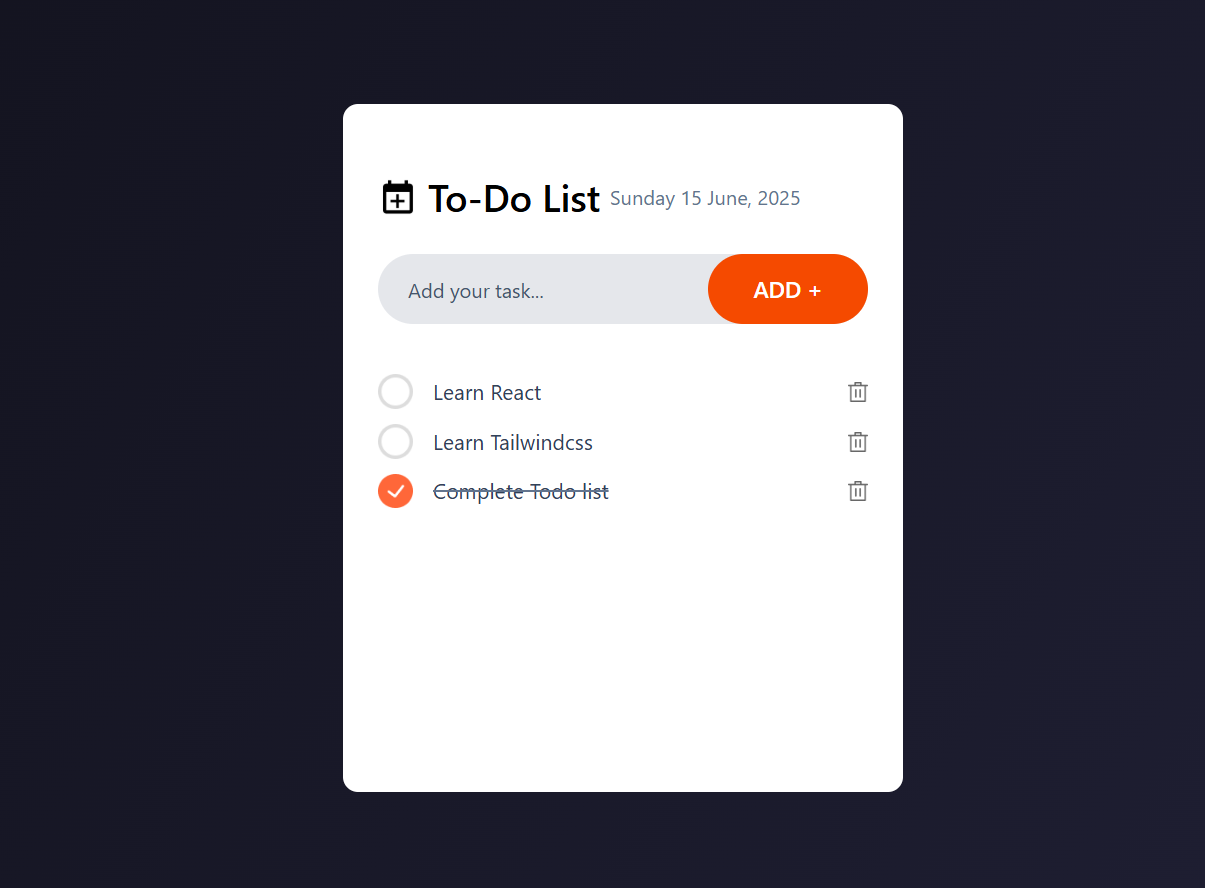 To-Do List Sunday 15 June, 2025
Add your task... ADD +
Learn React
Learn Tailwindcss
Complete Todo list